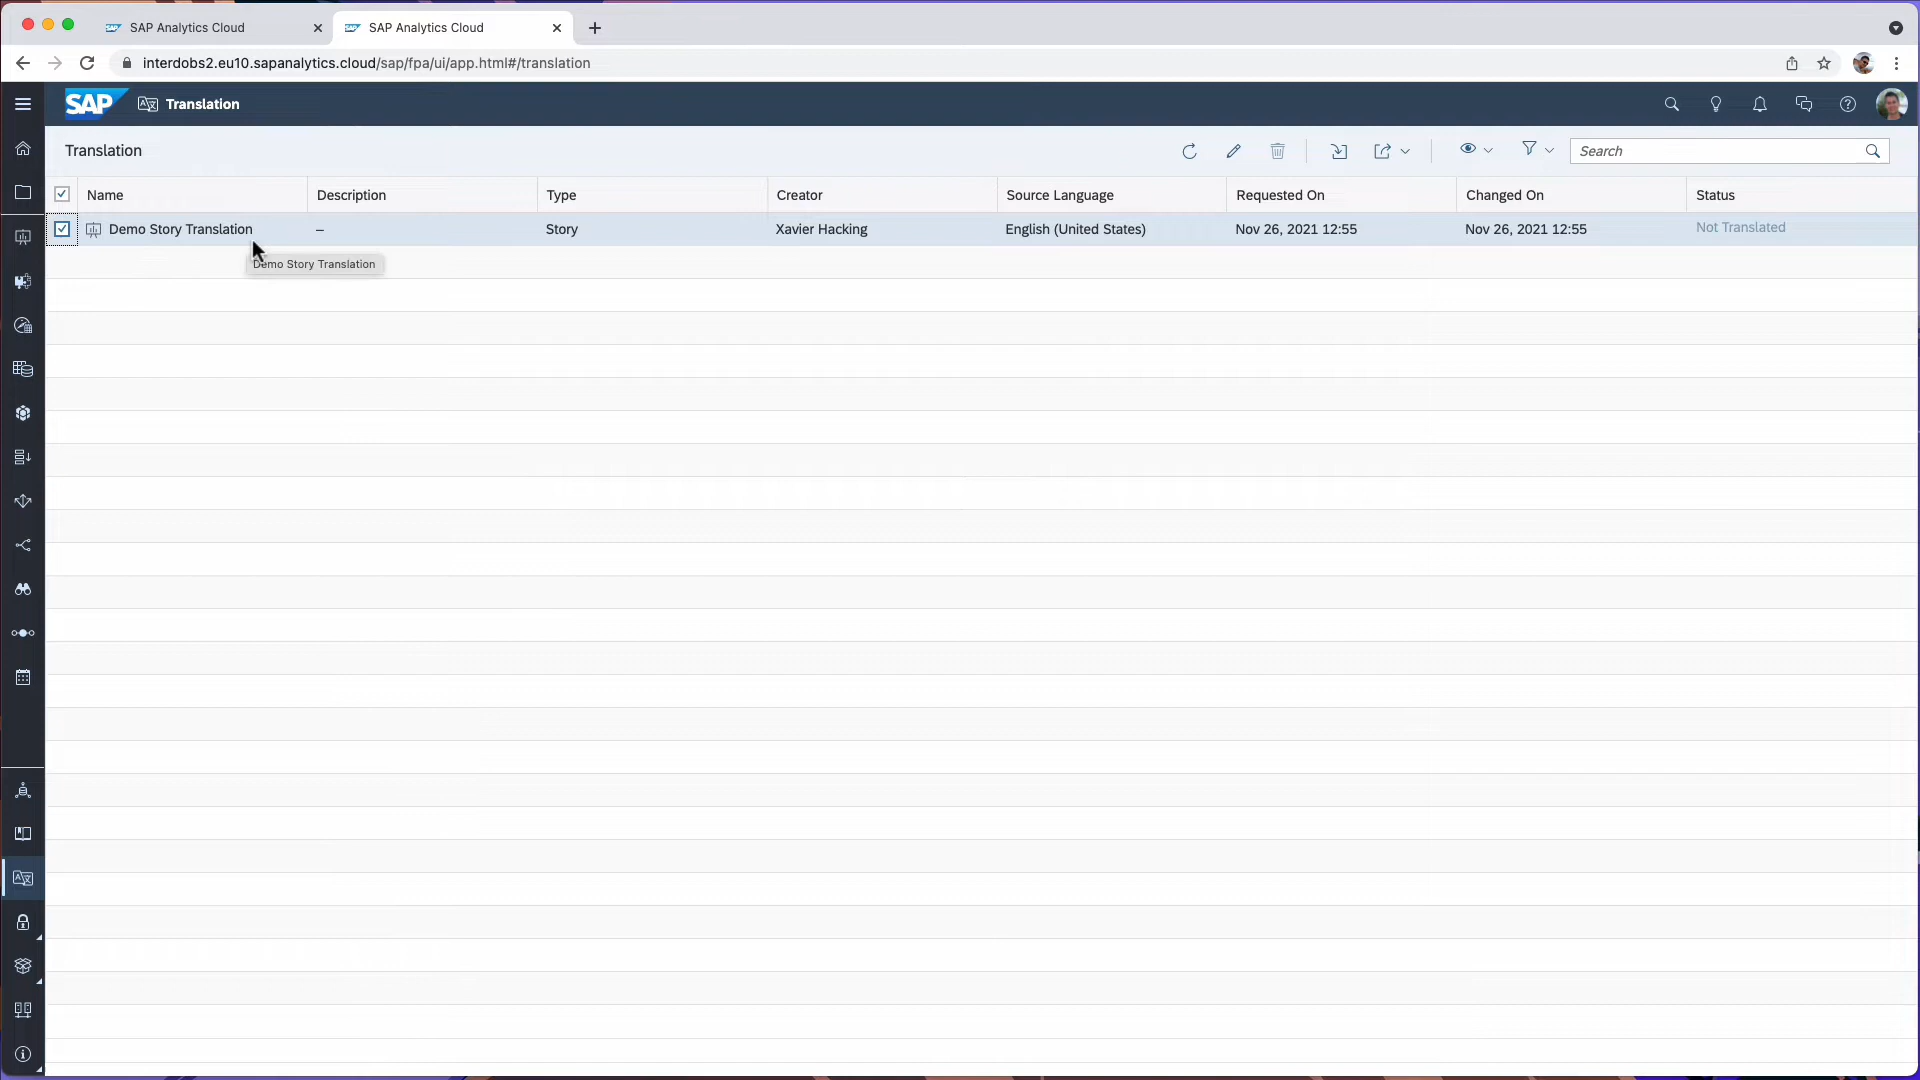 SAP Analytics Cloud
SAP Analytics Cloud
interdobs2.eu10.sapanalytics.cloud/sap/fpa/ui/app.html#/translation
SAP Translation
Translation
Search
Name Description Type Creator Source Language Requested On Changed On Status
Demo Story Translation – Story Xavier Hacking English (United States) Nov 26, 2021 12:55 Nov 26, 2021 12:55 Not Translated
Demo Story Translation